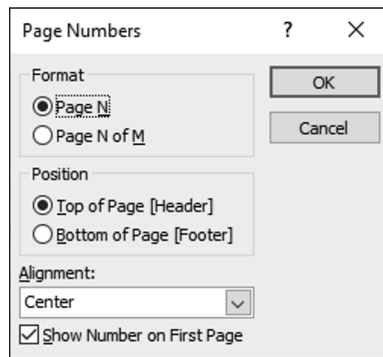 Page Numbers ? ×
Format
Page N
Page N of M
OK
Cancel
Position
Top of Page [Header]
Bottom of Page [Footer]
Alignment:
Center
Show Number on First Page